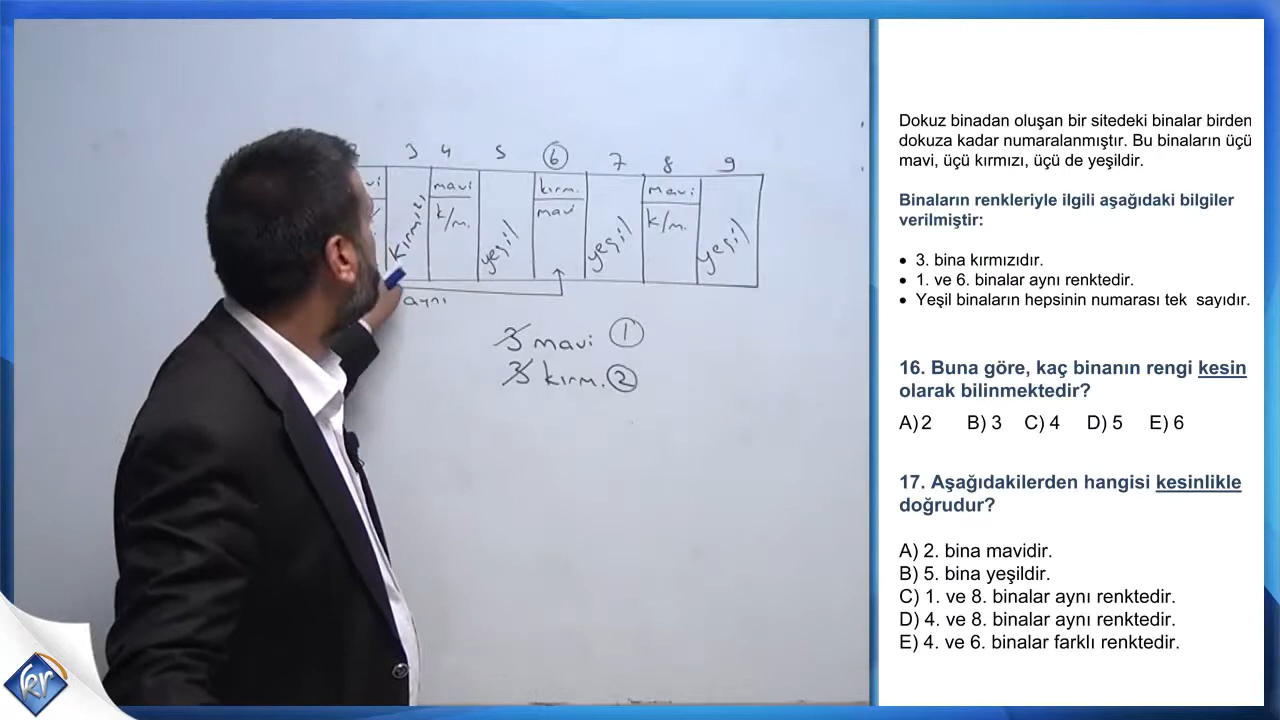 2 3 4 5 6 7 8 9
mavi kırm. mavi
kırmızı k/m. yeşil mavi yeşil k/m. yeşil
aynı
3 mavi 1
3 kırm. 2
Dokuz binadan oluşan bir sitedeki binalar birden
dokuza kadar numaralanmıştır. Bu binaların üçü
mavi, üçü kırmızı, üçü de yeşildir.
Binaların renkleriyle ilgili aşağıdaki bilgiler
verilmiştir:
• 3. bina kırmızıdır.
• 1. ve 6. binalar aynı renktedir.
• Yeşil binaların hepsinin numarası tek sayıdır.
16. Buna göre, kaç binanın rengi kesin
olarak bilinmektedir?
A) 2 B) 3 C) 4 D) 5 E) 6
17. Aşağıdakilerden hangisi kesinlikle
doğrudur?
A) 2. bina mavidir.
B) 5. bina yeşildir.
C) 1. ve 8. binalar aynı renktedir.
D) 4. ve 8. binalar aynı renktedir.
E) 4. ve 6. binalar farklı renktedir.
kr